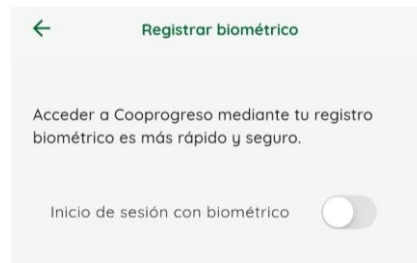 Registrar biométrico
Acceder a Cooprogreso mediante tu registro
biométrico es más rápido y seguro.
Inicio de sesión con biométrico